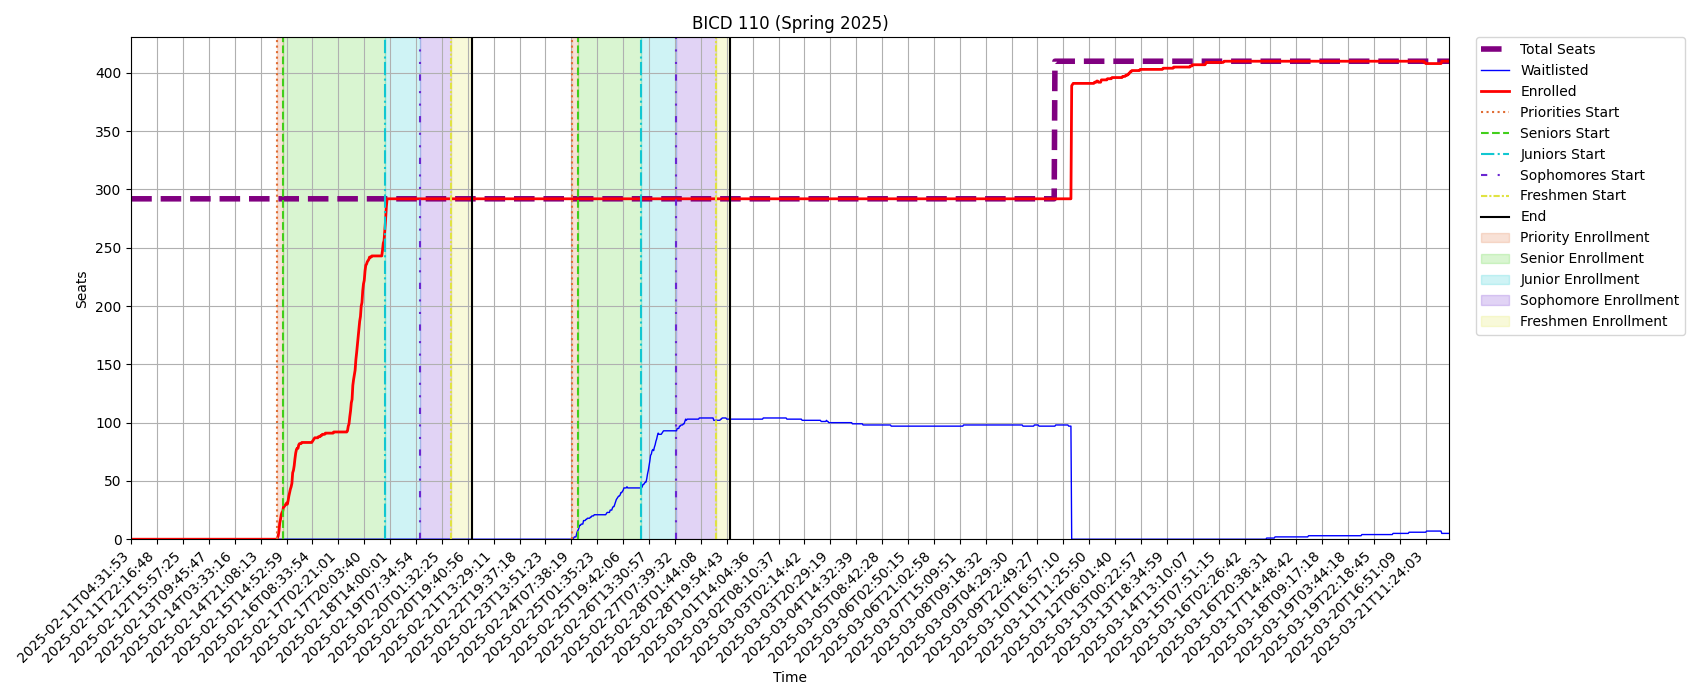 BICD 110 (Spring 2025)
Seats
400
350
300
250
200
150
100
50
0
2025-02-11T04:31:53
2025-02-11T22:16:48
2025-02-12T15:57:25
2025-02-13T09:45:47
2025-02-14T03:33:16
2025-02-14T21:08:13
2025-02-15T14:52:59
2025-02-16T08:33:54
2025-02-17T02:21:01
2025-02-17T20:03:40
2025-02-18T14:00:01
2025-02-19T07:34:54
2025-02-20T01:32:25
2025-02-20T19:40:56
2025-02-21T13:29:11
2025-02-22T19:37:18
2025-02-23T13:51:23
2025-02-24T07:38:19
2025-02-25T01:35:23
2025-02-25T19:42:06
2025-02-26T13:30:57
2025-02-27T07:39:32
2025-02-28T01:44:08
2025-02-28T19:54:43
2025-03-01T14:04:36
2025-03-02T08:10:37
2025-03-03T02:14:42
2025-03-03T20:29:19
2025-03-04T14:32:39
2025-03-05T08:42:28
2025-03-06T02:50:15
2025-03-06T21:02:58
2025-03-07T15:09:51
2025-03-08T09:18:32
2025-03-09T04:29:30
2025-03-09T22:49:27
2025-03-10T16:57:10
2025-03-11T11:25:50
2025-03-12T06:01:40
2025-03-13T00:22:57
2025-03-13T18:34:59
2025-03-14T13:10:07
2025-03-15T07:51:15
2025-03-16T02:26:42
2025-03-16T20:38:31
2025-03-17T14:48:42
2025-03-18T09:17:18
2025-03-19T03:44:18
2025-03-19T22:18:45
2025-03-20T16:51:09
2025-03-21T11:24:03
Time
Total Seats
Waitlisted
Enrolled
Priorities Start
Seniors Start
Juniors Start
Sophomores Start
Freshmen Start
End
Priority Enrollment
Senior Enrollment
Junior Enrollment
Sophomore Enrollment
Freshmen Enrollment